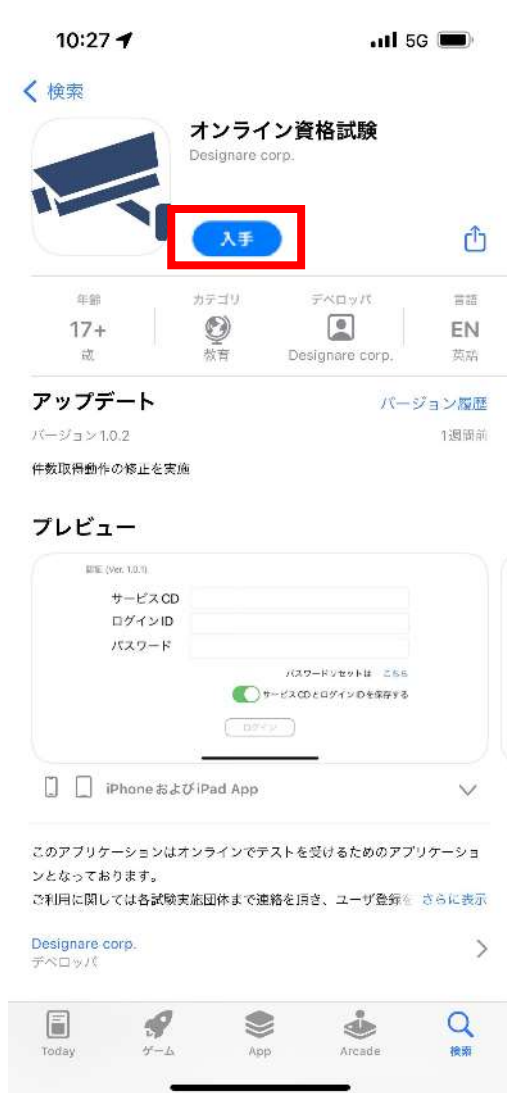 10:27
5G
検索
オンライン資格試験
Designare corp.
入手
年齢 カテゴリ デベロッパ 言語
17+ EN
歳 教育 Designare corp. 英語
アップデート バージョン履歴
バージョン 1.0.2 1週間前
件数取得動作の修正を実施
プレビュー
認証 (Ver. 1.0.1)
サービスCD
ログインID
パスワード
パスワードリセットは こちら
サービスCDとログインIDを保存する
ログイン
iPhoneおよびiPad App
このアプリケーションはオンラインでテストを受けるためのアプリケーショ
ンとなっております。
ご利用に関しては各試験実施団体まで連絡を頂き、ユーザ登録を さらに表示
Designare corp.
デベロッパ
Today ゲーム App Arcade 検索